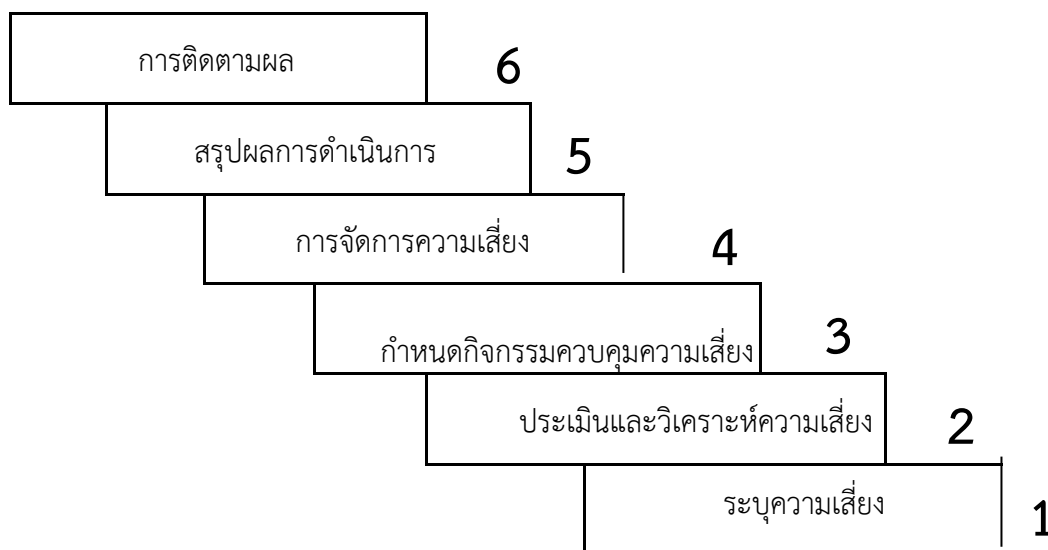 การติดตามผล 6
สรุปผลการดำเนินการ 5
การจัดการความเสี่ยง 4
กำหนดกิจกรรมควบคุมความเสี่ยง 3
ประเมินและวิเคราะห์ความเสี่ยง 2
ระบุความเสี่ยง 1